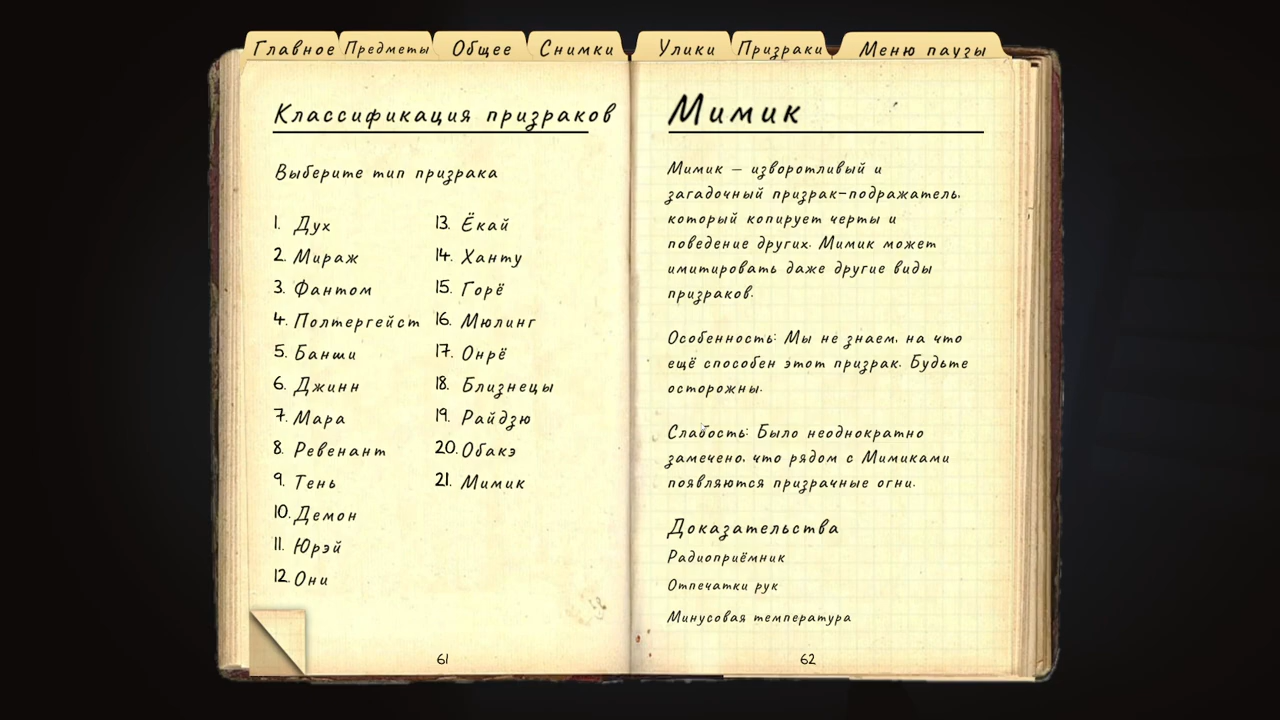 Главное Предметы Общее Снимки Улики Призраки Меню паузы
Классификация призраков
Выберите тип призрака
1. Дух
2. Мираж
3. Фантом
4. Полтергейст
5. Банши
6. Джинн
7. Мара
8. Ревенант
9. Тень
10. Демон
11. Юрэй
12. Они
13. Ёкай
14. Ханту
15. Горё
16. Мюлинг
17. Онрё
18. Близнецы
19. Райдзю
20. Обакэ
21. Мимик
61
Мимик
Мимик — изворотливый и
загадочный призрак-подражатель,
который копирует черты и
поведение других. Мимик может
имитировать даже другие виды
призраков.
Особенность: Мы не знаем, на что
ещё способен этот призрак. Будьте
осторожны.
Слабость: Было неоднократно
замечено, что рядом с Мимиками
появляются призрачные огни.
Доказательства
Радиоприёмник
Отпечатки рук
Минусовая температура
62